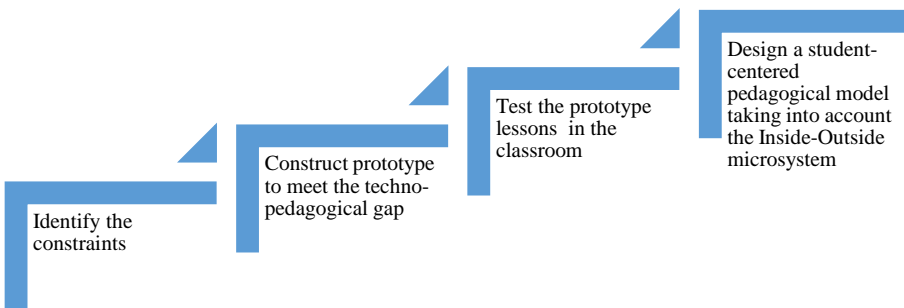 Identify the
constraints
Construct prototype
to meet the techno-
pedagogical gap
Test the prototype
lessons in the
classroom
Design a student-
centered
pedagogical model
taking into account
the Inside-Outside
microsystem